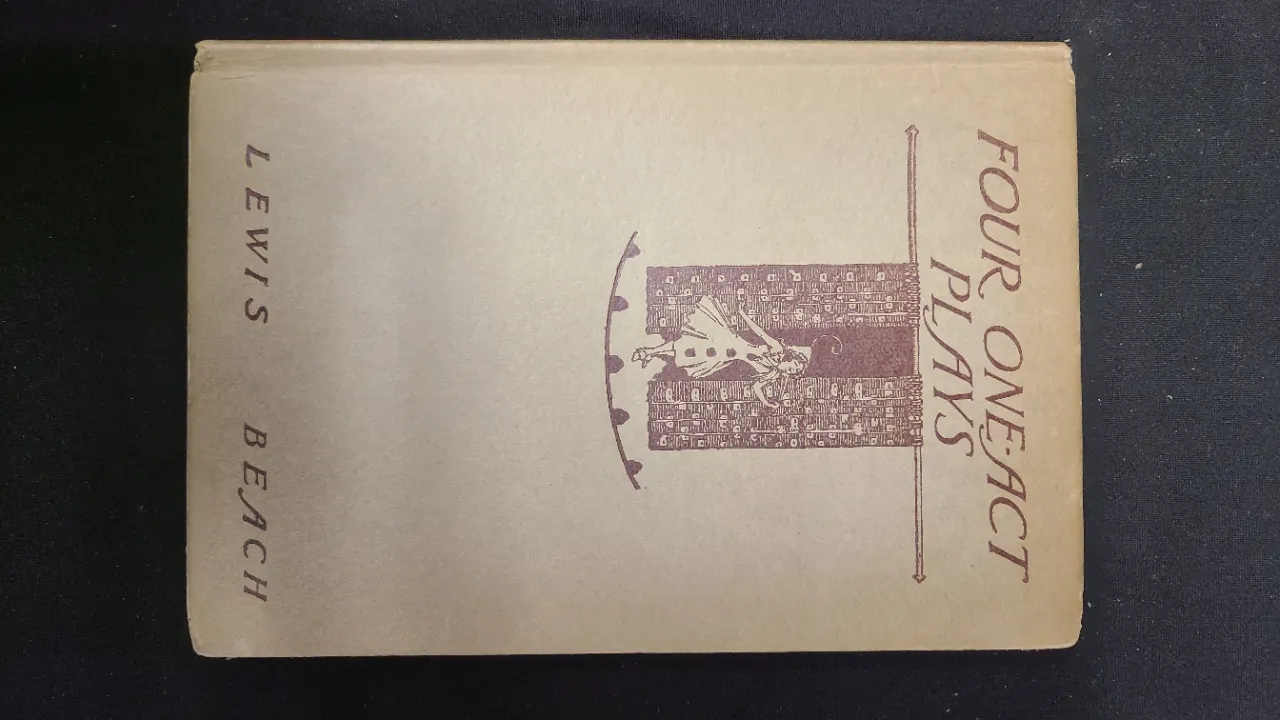 FOUR ONE-ACT
PLAYS
LEWIS BEACH